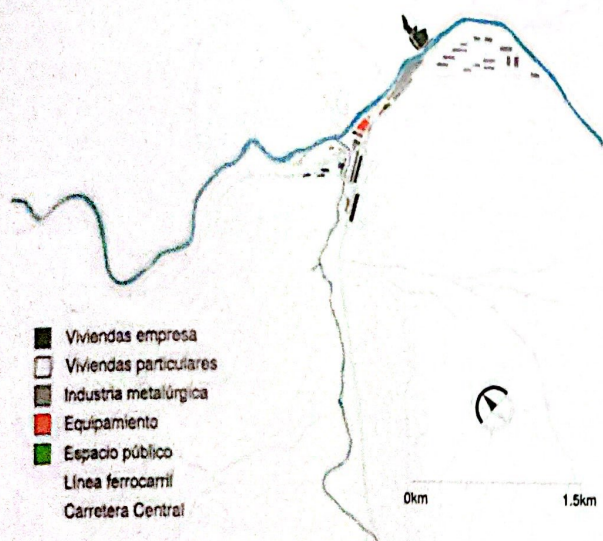 Viviendas empresa
Viviendas particulares
Industria metalúrgica
Equipamiento
Espacio público
Línea ferrocarril
Carretera Central
0km
1.5km